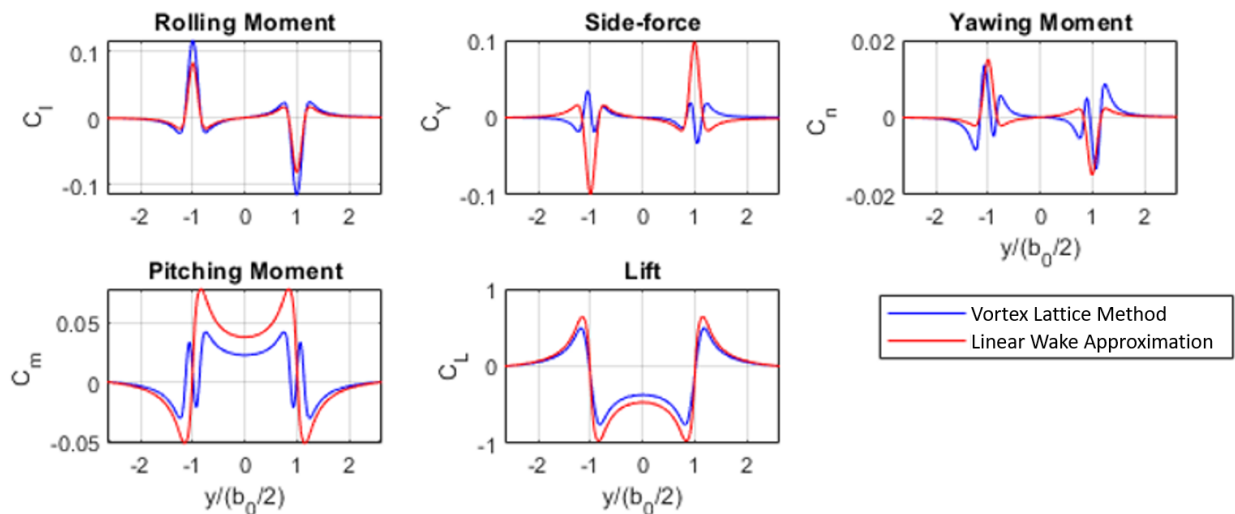 Rolling Moment
Side-force
Yawing Moment
0.1
0
-0.1
C_l
-2 -1 0 1 2
0.1
0
-0.1
C_Y
-2 -1 0 1 2
0.02
0
-0.02
C_n
-2 -1 0 1 2
y/(b_0/2)
Pitching Moment
Lift
0.05
0
-0.05
C_m
-2 -1 0 1 2
y/(b_0/2)
1
0
-1
C_L
-2 -1 0 1 2
y/(b_0/2)
Vortex Lattice Method
Linear Wake Approximation